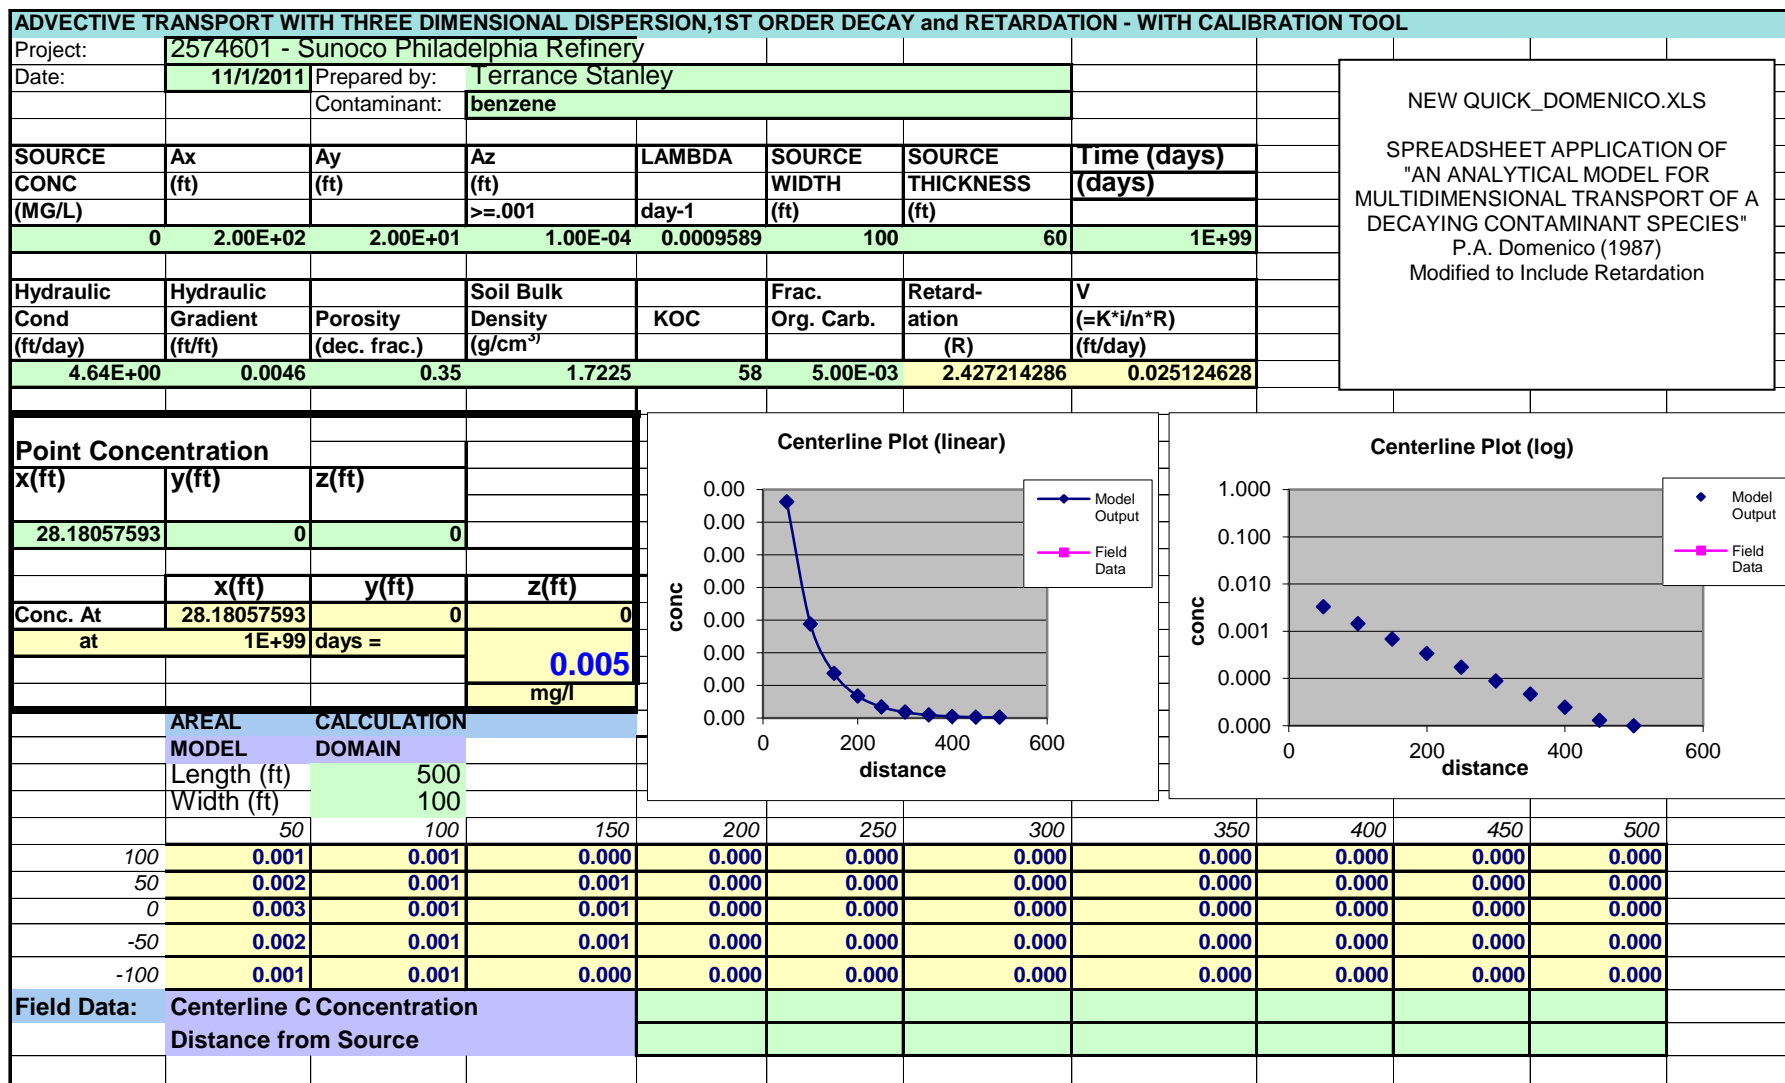 ADVECTIVE TRANSPORT WITH THREE DIMENSIONAL DISPERSION,1ST ORDER DECAY and RETARDATION - WITH CALIBRATION TOOL
Project: 2574601 - Sunoco Philadelphia Refinery
Date: 11/1/2011 Prepared by: Terrance Stanley
Contaminant: benzene
NEW QUICK_DOMENICO.XLS
SPREADSHEET APPLICATION OF
"AN ANALYTICAL MODEL FOR
MULTIDIMENSIONAL TRANSPORT OF A
DECAYING CONTAMINANT SPECIES"
P.A. Domenico (1987)
Modified to Include Retardation
SOURCE Ax Ay Az LAMBDA SOURCE SOURCE Time (days)
CONC (ft) (ft) (ft) WIDTH THICKNESS (days)
(MG/L) >=.001 day-1 (ft) (ft)
0 2.00E+02 2.00E+01 1.00E-04 0.0009589 100 60 1E+99
Hydraulic Hydraulic Soil Bulk Frac. Retard- V
Cond Gradient Porosity Density KOC Org. Carb. ation (=K*i/n*R)
(ft/day) (ft/ft) (dec. frac.) (g/cm3) (R) (ft/day)
4.64E+00 0.0046 0.35 1.7225 58 5.00E-03 2.427214286 0.025124628
Point Concentration
x(ft) y(ft) z(ft)
28.18057593 0 0
x(ft) y(ft) z(ft)
Conc. At 28.18057593 0 0
at 1E+99 days =
0.005
mg/l
Centerline Plot (linear)
0.00
0.00
0.00
0.00
0.00
0.00
0.00
0.00
conc
0 200 400 600
distance
Model
Output
Field
Data
Centerline Plot (log)
1.000
0.100
0.010
0.001
0.000
0.000
conc
0 200 400 600
distance
Model
Output
Field
Data
AREAL CALCULATION
MODEL DOMAIN
Length (ft) 500
Width (ft) 100
50 100 150 200 250 300 350 400 450 500
100 0.001 0.001 0.000 0.000 0.000 0.000 0.000 0.000 0.000 0.000
50 0.002 0.001 0.001 0.000 0.000 0.000 0.000 0.000 0.000 0.000
0 0.003 0.001 0.001 0.000 0.000 0.000 0.000 0.000 0.000 0.000
-50 0.002 0.001 0.001 0.000 0.000 0.000 0.000 0.000 0.000 0.000
-100 0.001 0.001 0.000 0.000 0.000 0.000 0.000 0.000 0.000 0.000
Field Data: Centerline C Concentration
Distance from Source